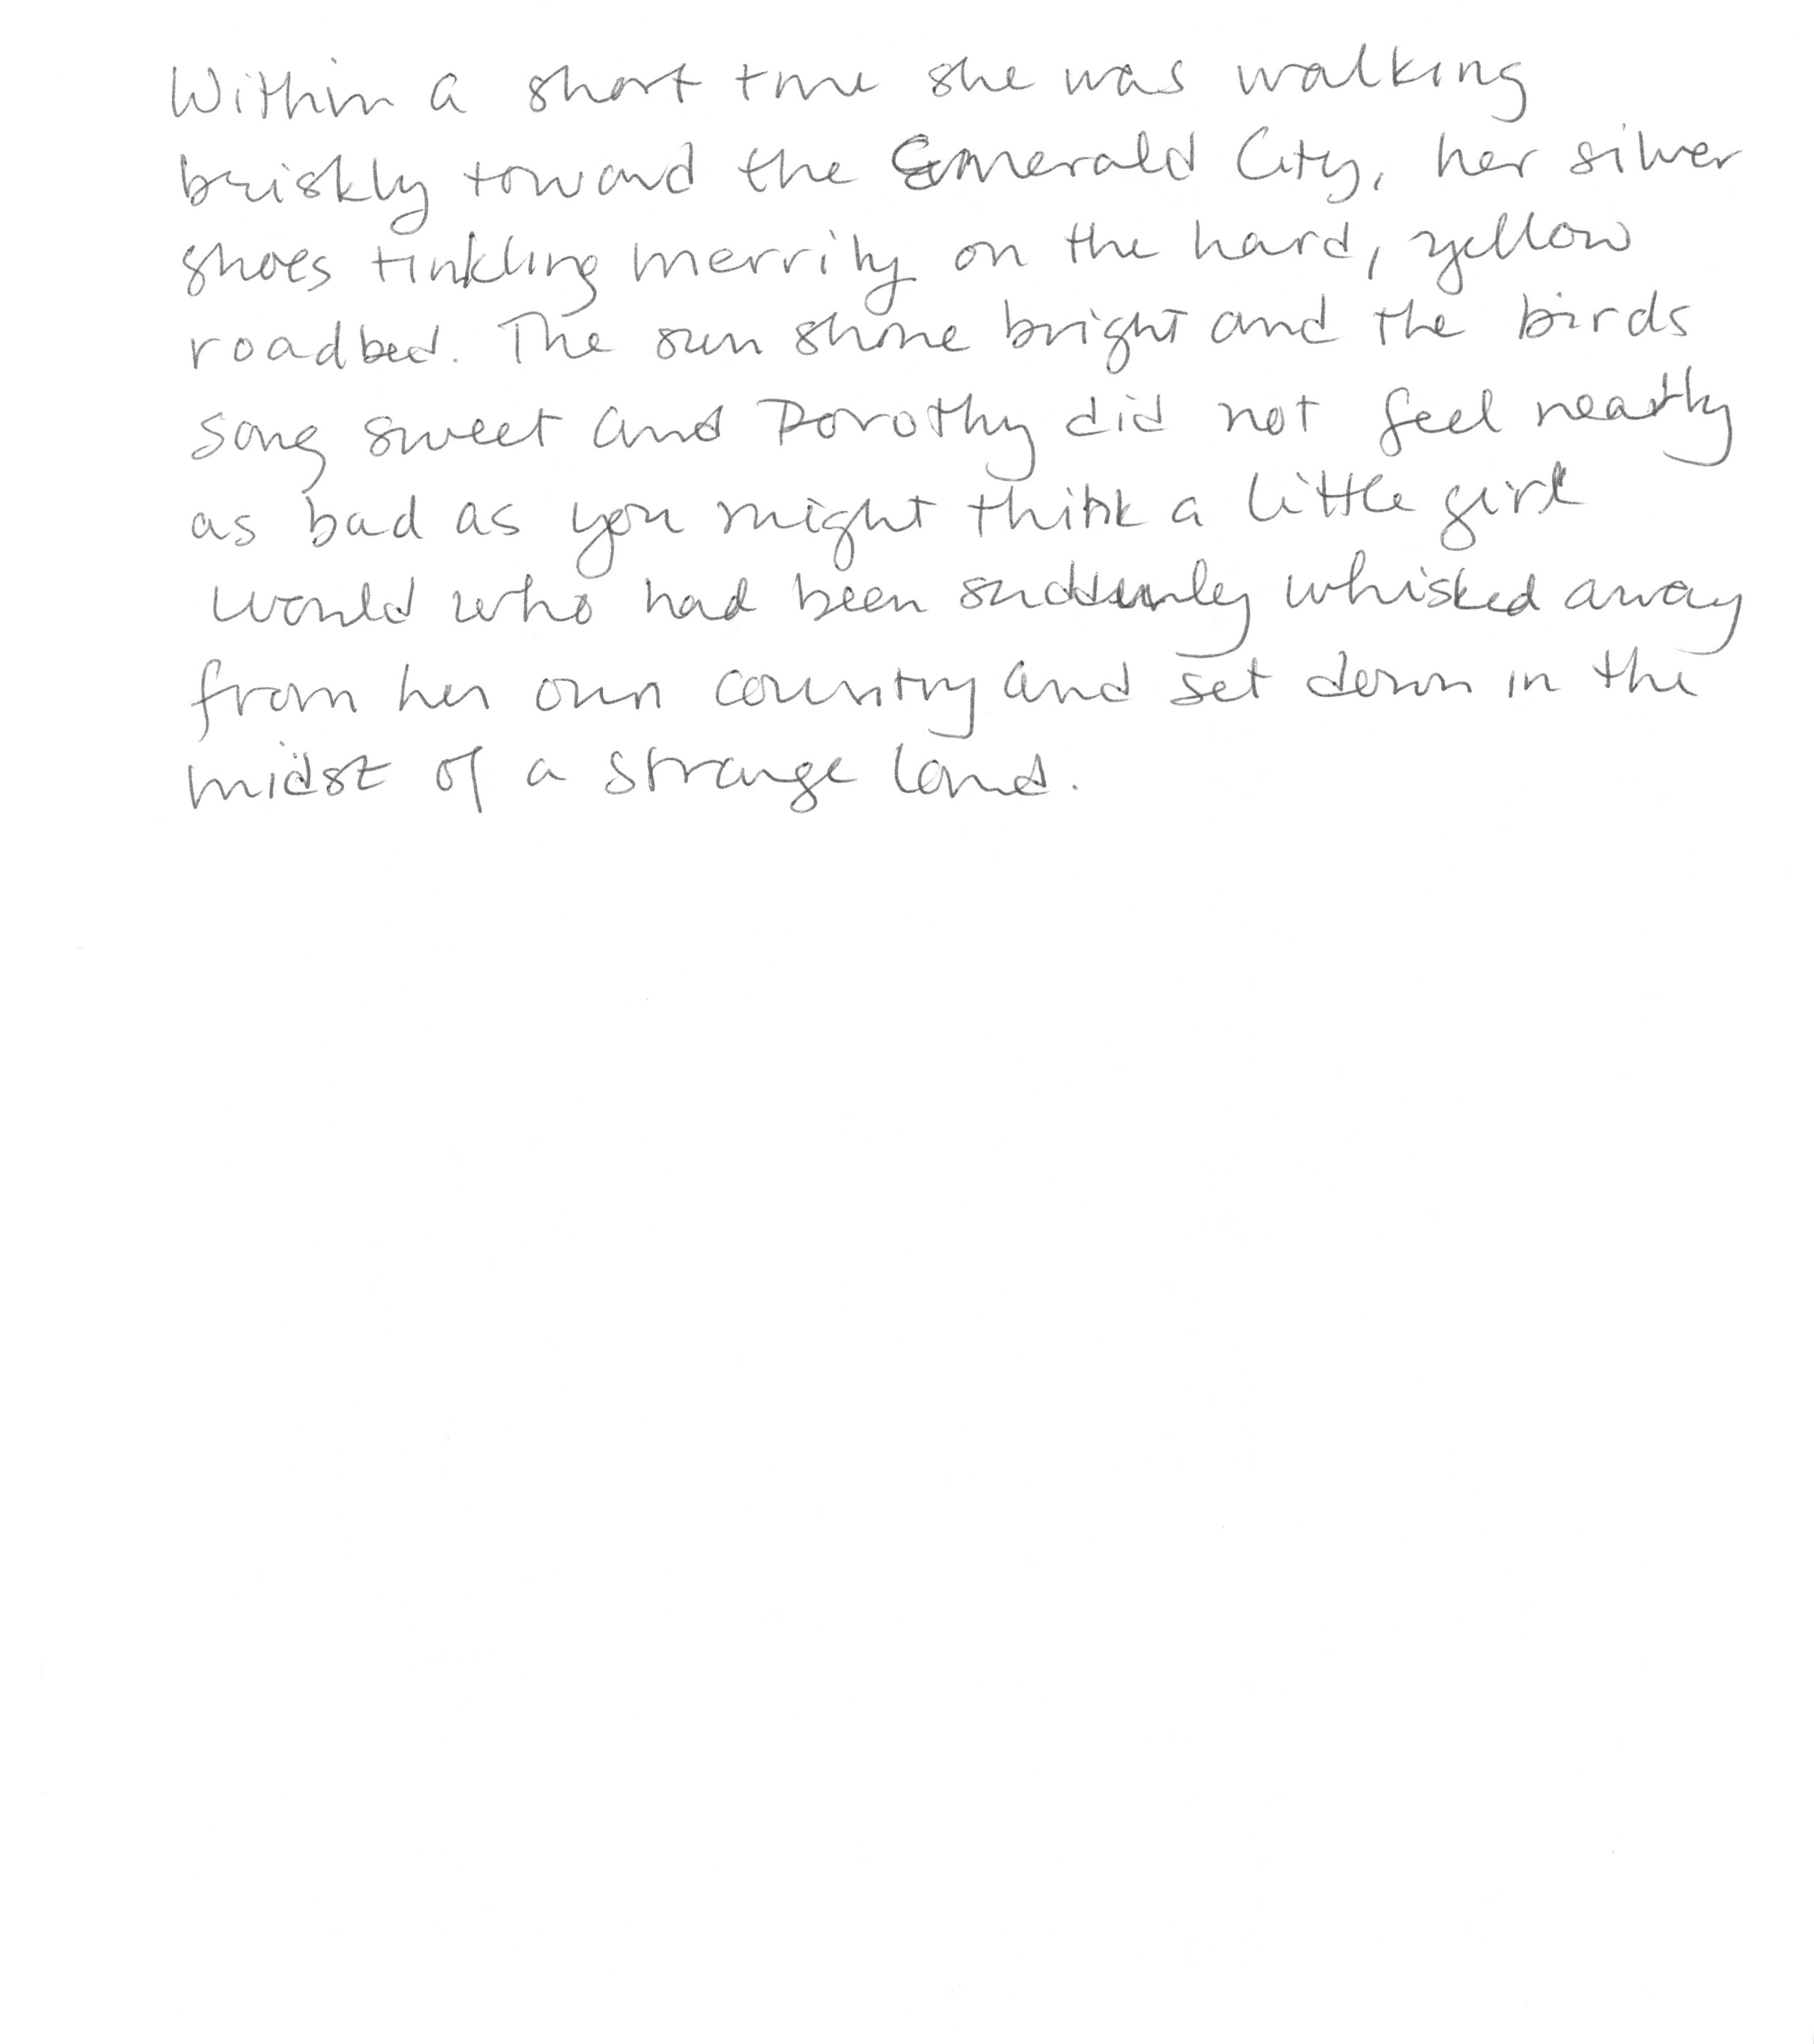 Within a short time she was walking
briskly toward the Emerald City, her silver
shoes tinkling merrily on the hard, yellow
roadbed. The sun shone bright and the birds
sang sweet and Dorothy did not feel nearly
as bad as you might think a little girl
would who had been suddenly whisked away
from her own country and set down in the
midst of a strange land.